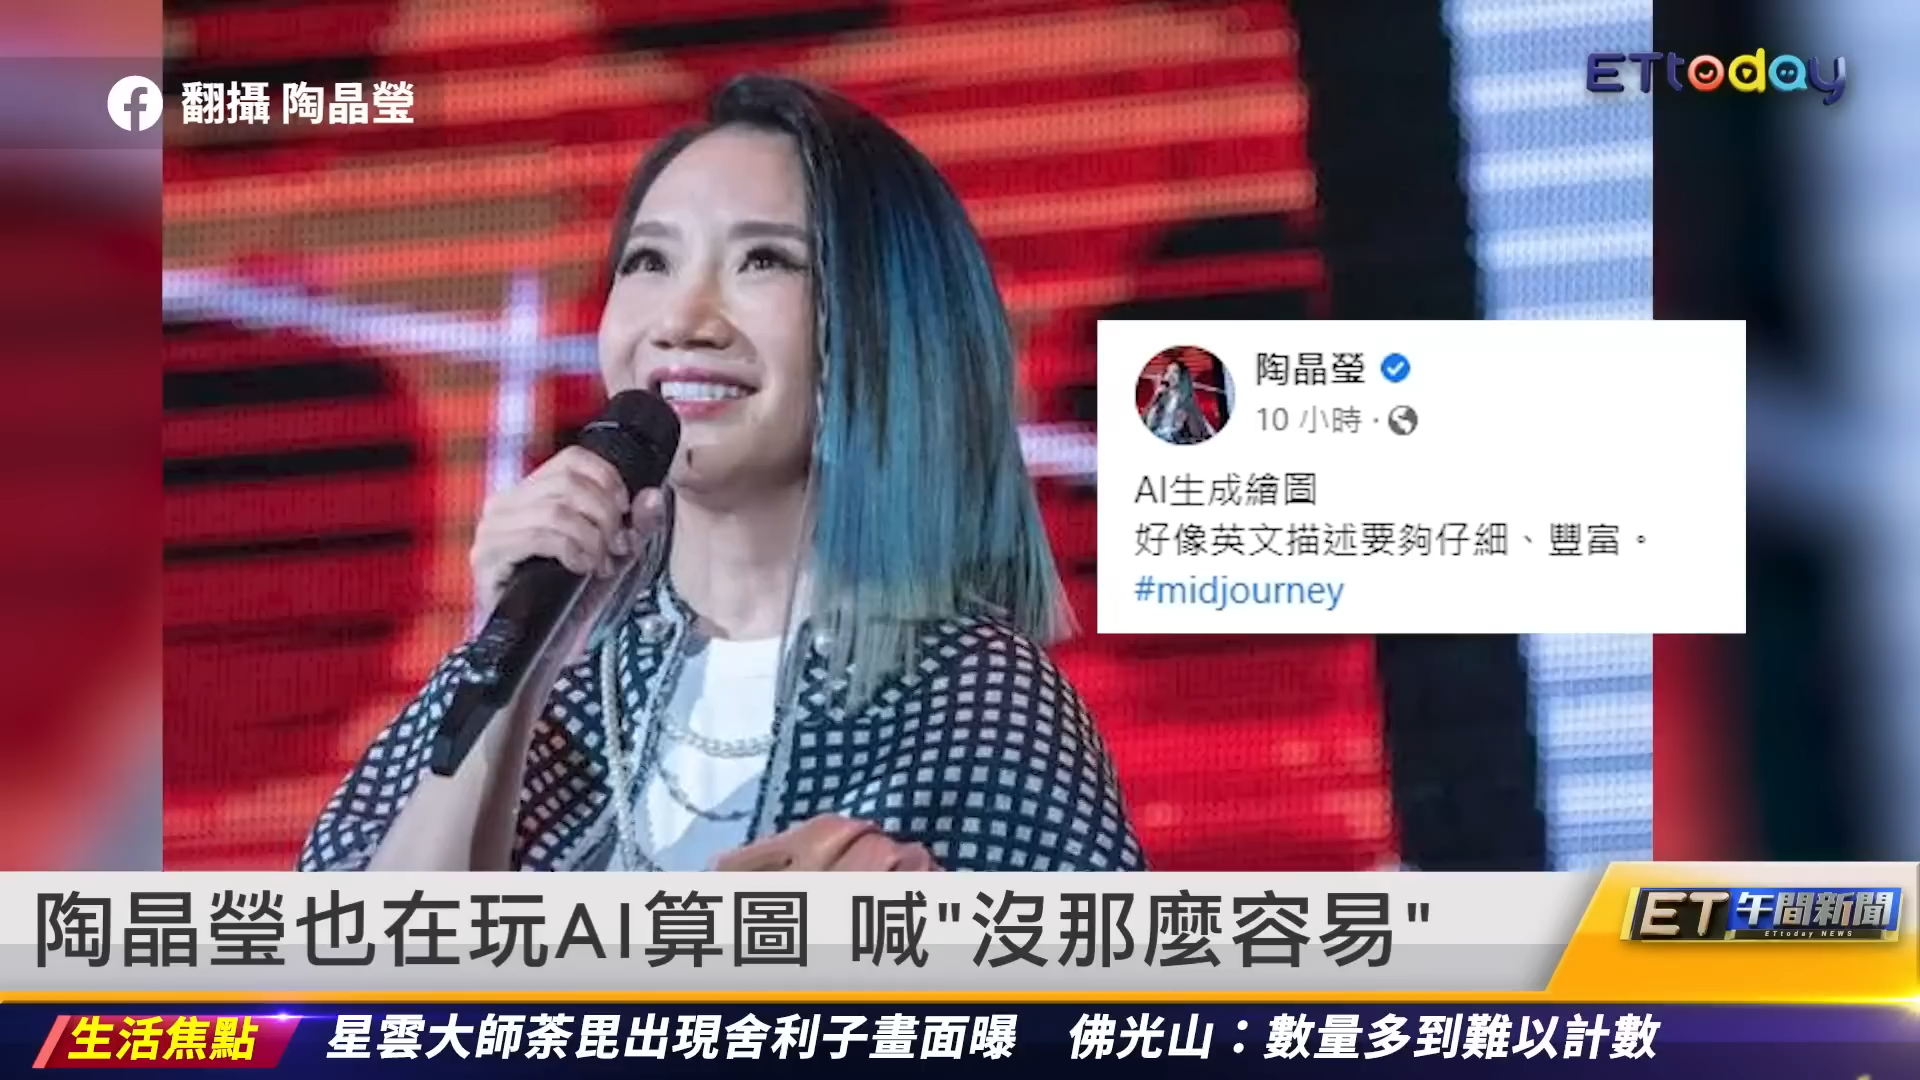 翻攝 陶晶瑩
ETtoday
陶晶瑩
10 小時 ·
AI生成繪圖
好像英文描述要夠仔細、豐富。
#midjourney
陶晶瑩也在玩AI算圖 喊"沒那麼容易"
ET午間新聞
ETtoday NEWS
生活焦點
星雲大師荼毘出現舍利子畫面曝 佛光山：數量多到難以計數